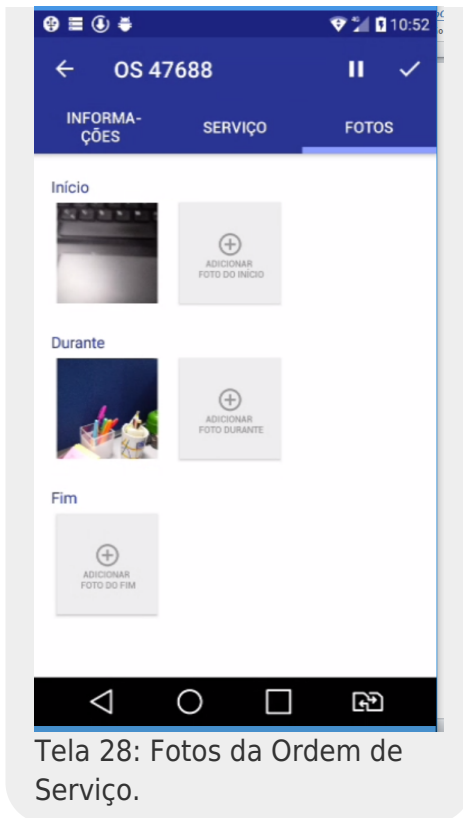 10:52
OS 47688
INFORMA-
ÇÕES
SERVIÇO
FOTOS
Início
ADICIONAR
FOTO DO INÍCIO
Durante
ADICIONAR
FOTO DURANTE
Fim
ADICIONAR
FOTO DO FIM
Tela 28: Fotos da Ordem de
Serviço.